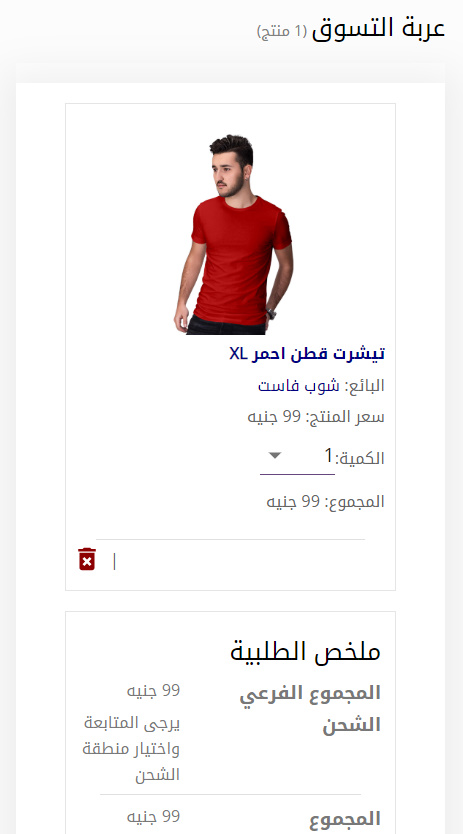 عربة التسوق (1 منتج)
تيشرت قطن احمر XL
البائع: شوب فاست
سعر المنتج: 99 جنيه
الكمية: 1
المجموع: 99 جنيه
|
ملخص الطلبية
المجموع الفرعي 99 جنيه
الشحن يرجى المتابعة
واختيار منطقة
الشحن
المجموع 99 جنيه